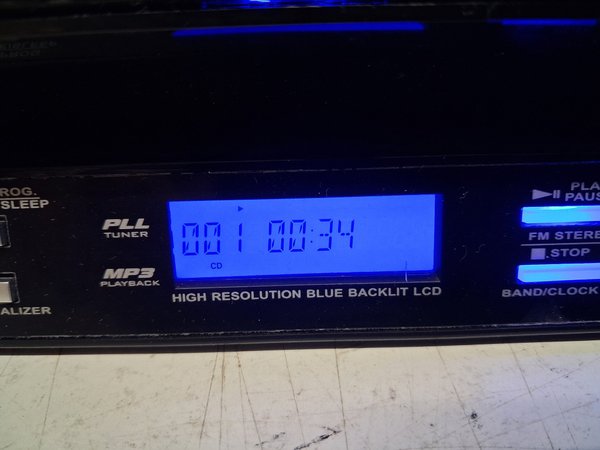 ROG.
SLEEP
PLL
TUNER
001 00:34
CD
MP3
PLAYBACK
ALIZER
HIGH RESOLUTION BLUE BACKLIT LCD
PLA
PAUS
FM STERE
.STOP
BAND/CLOCK